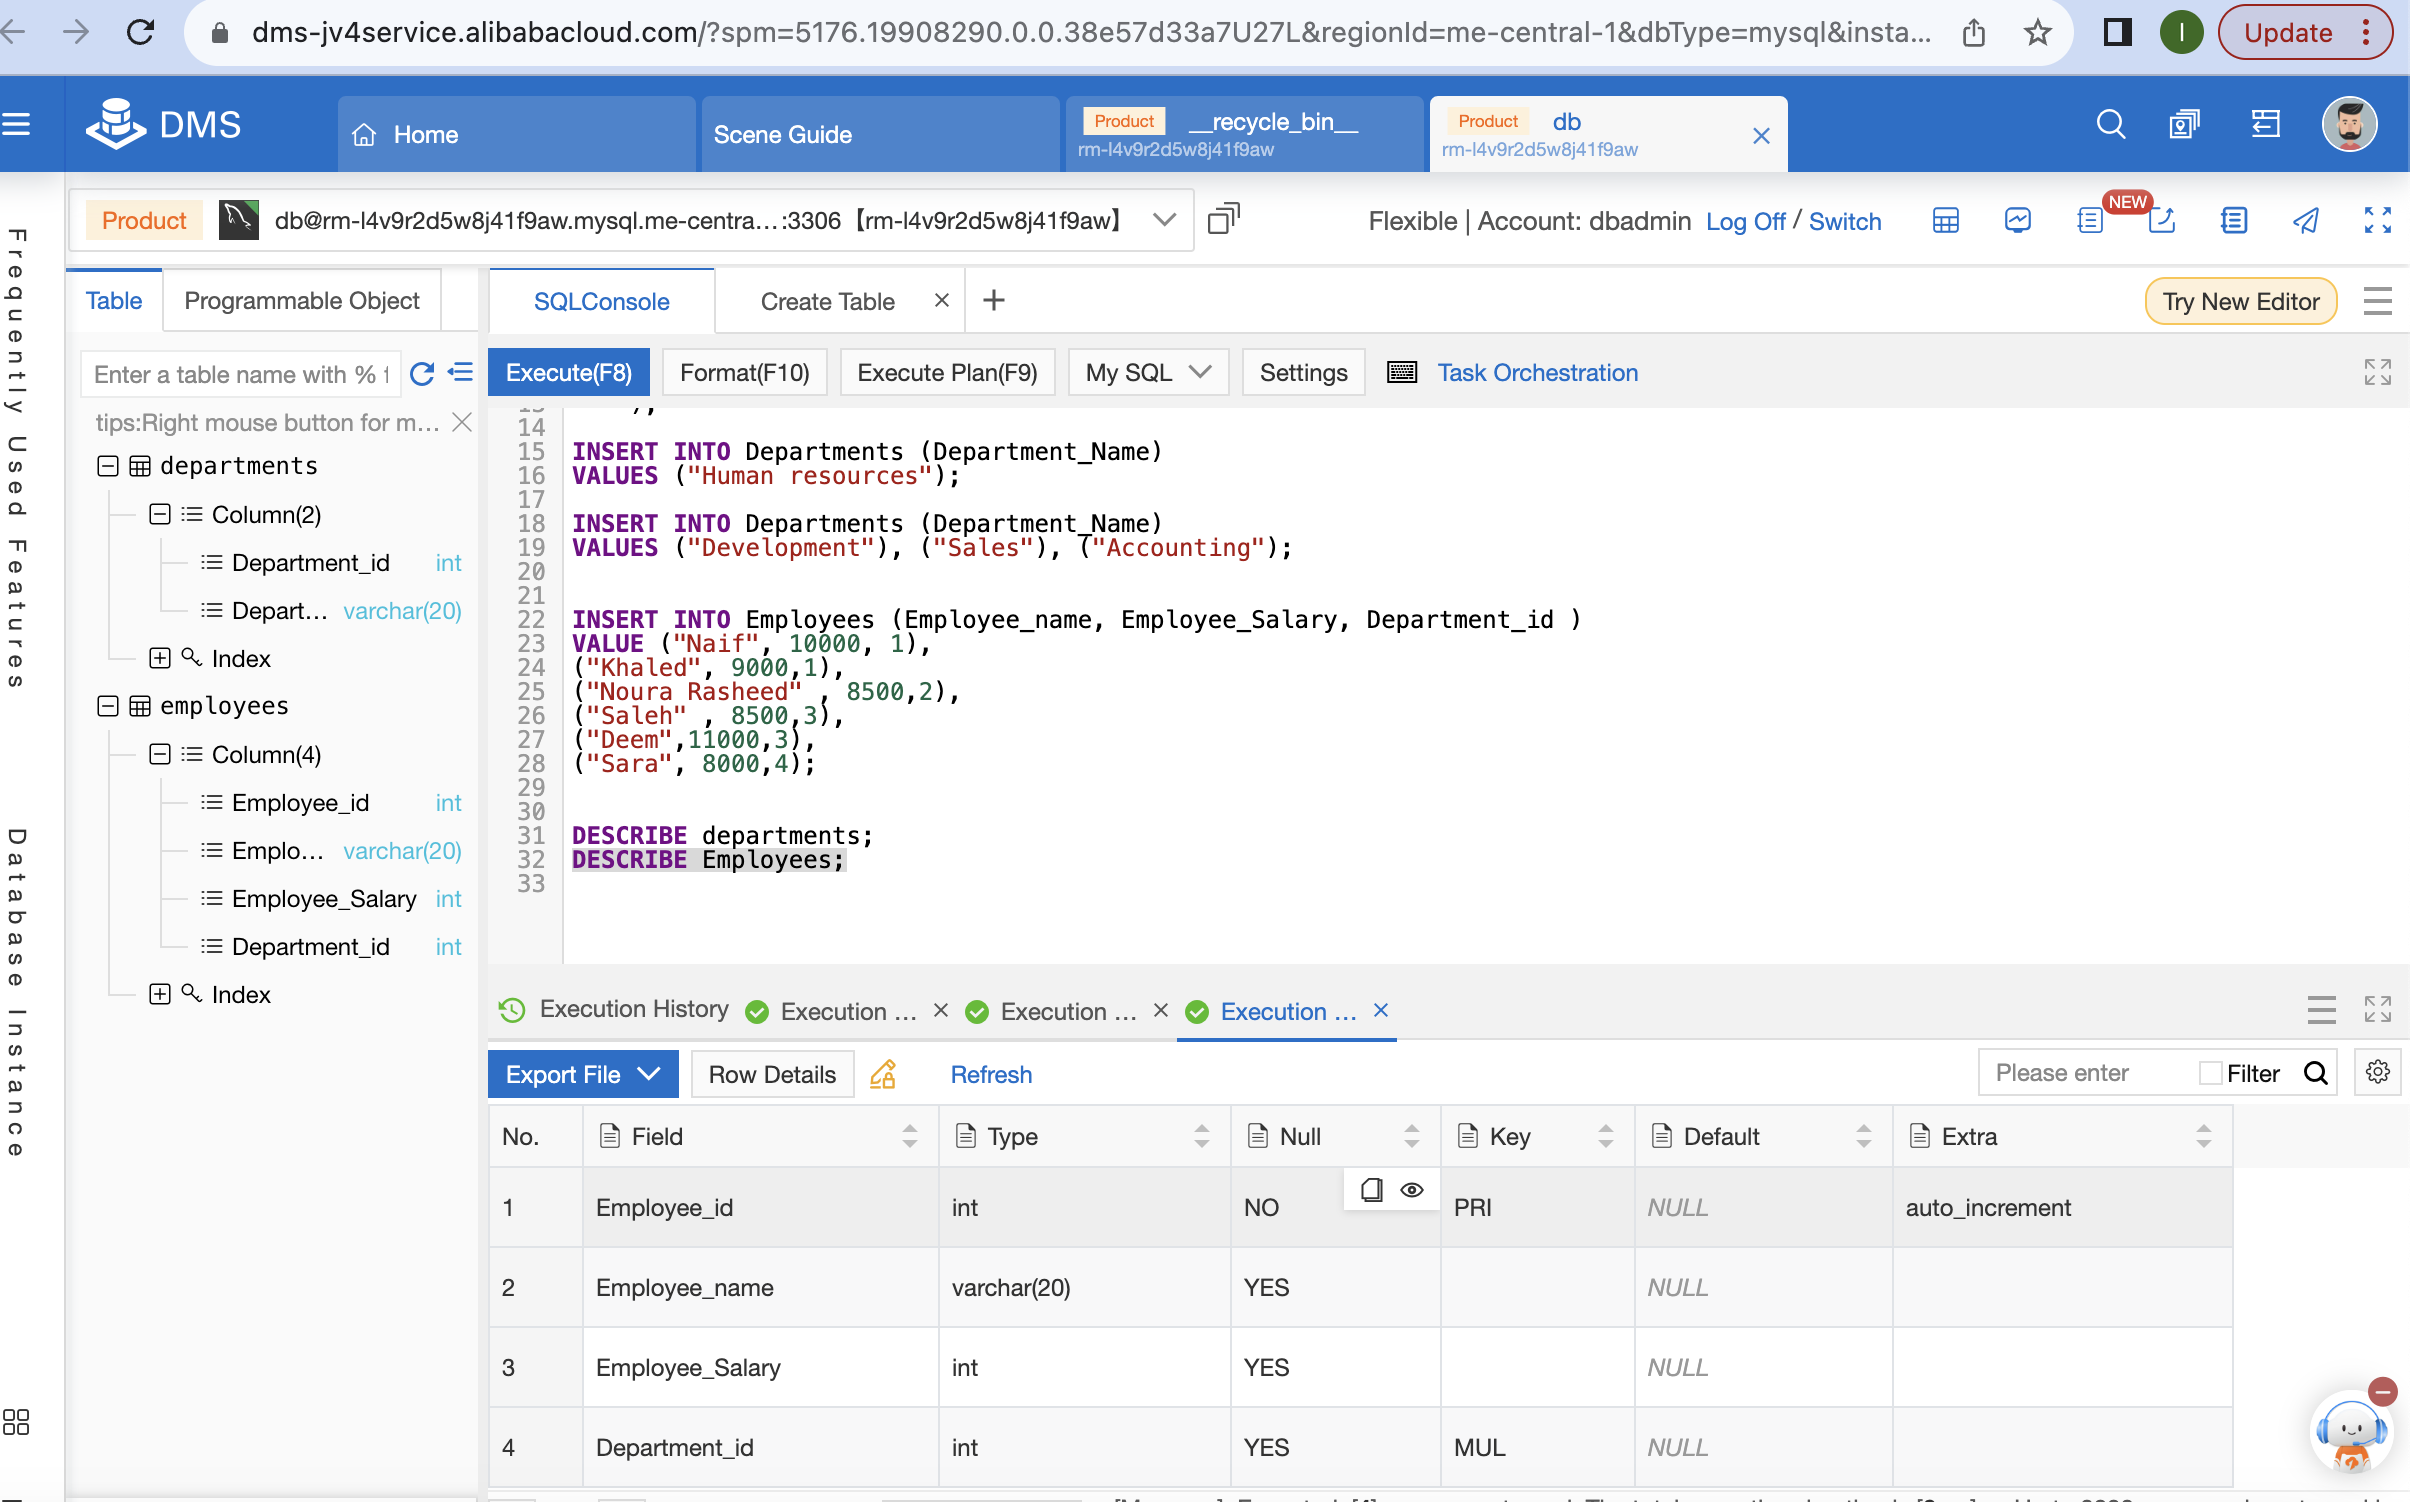 dms-jv4service.alibabacloud.com/?spm=5176.19908290.0.0.38e57d33a7U27L&regionId=me-central-1&dbType=mysql&insta...
I
Update
DMS
Home
Scene Guide
Product __recycle_bin__
rm-l4v9r2d5w8j41f9aw
Product db
rm-l4v9r2d5w8j41f9aw
Product db@rm-l4v9r2d5w8j41f9aw.mysql.me-centra...:3306【rm-l4v9r2d5w8j41f9aw】
Flexible | Account: dbadmin Log Off / Switch
NEW
Frequently Used Features
Database Instance
Table Programmable Object
Enter a table name with % f
tips:Right mouse button for m...
departments
Column(2)
Department_id int
Depart... varchar(20)
Index
employees
Column(4)
Employee_id int
Emplo... varchar(20)
Employee_Salary int
Department_id int
Index
SQLConsole Create Table
Try New Editor
Execute(F8) Format(F10) Execute Plan(F9) My SQL Settings Task Orchestration
13 );
14
15 INSERT INTO Departments (Department_Name)
16 VALUES ("Human resources");
17
18 INSERT INTO Departments (Department_Name)
19 VALUES ("Development"), ("Sales"), ("Accounting");
20
21
22 INSERT INTO Employees (Employee_name, Employee_Salary, Department_id )
23 VALUE ("Naif", 10000, 1),
24 ("Khaled", 9000,1),
25 ("Noura Rasheed" , 8500,2),
26 ("Saleh" , 8500,3),
27 ("Deem",11000,3),
28 ("Sara", 8000,4);
29
30
31 DESCRIBE departments;
32 DESCRIBE Employees;
33
Execution History Execution ... Execution ... Execution ...
Export File Row Details Refresh
Please enter Filter
No. Field Type Null Key Default Extra
1 Employee_id int NO PRI NULL auto_increment
2 Employee_name varchar(20) YES NULL
3 Employee_Salary int YES NULL
4 Department_id int YES MUL NULL